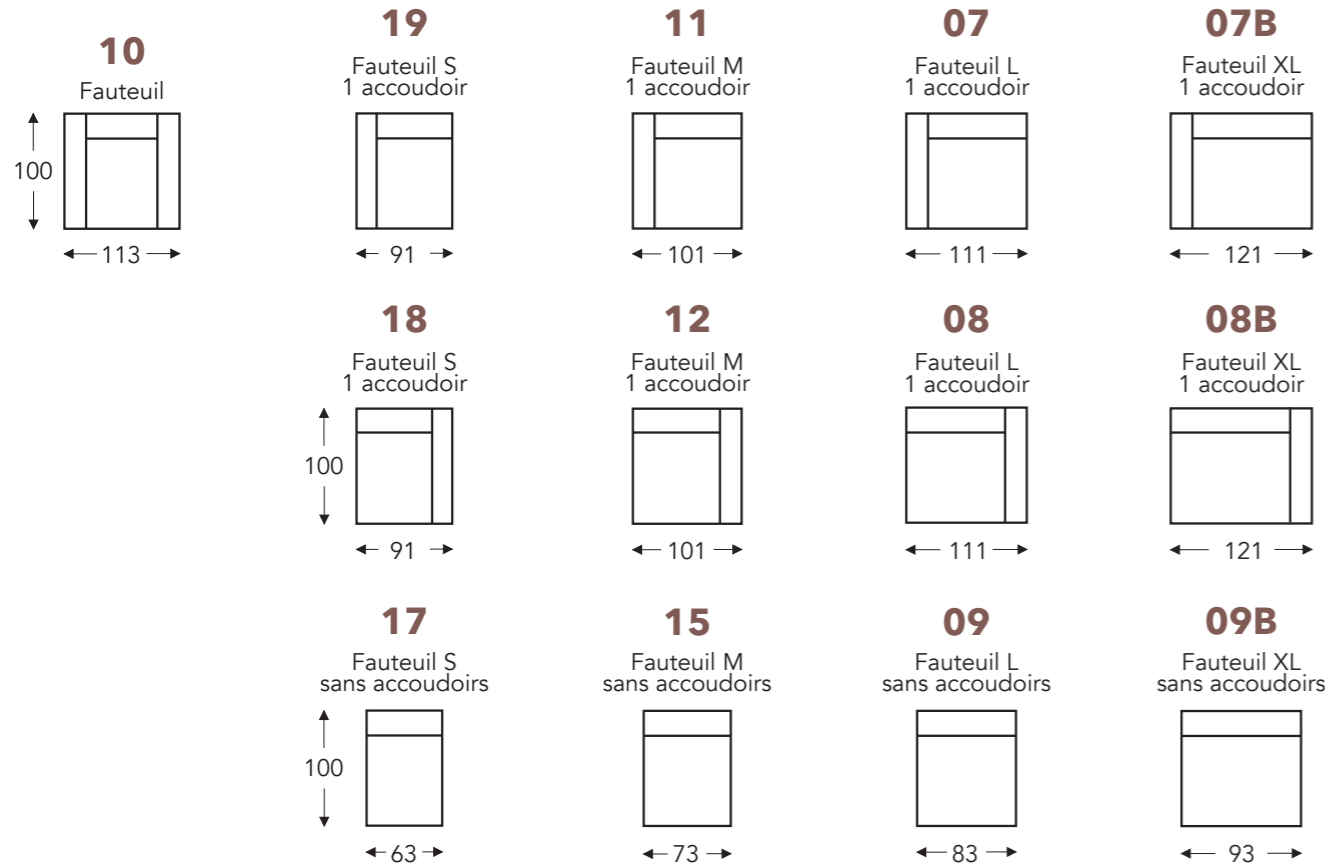 10
Fauteuil
100
113
19
Fauteuil S
1 accoudoir
91
11
Fauteuil M
1 accoudoir
101
07
Fauteuil L
1 accoudoir
111
07B
Fauteuil XL
1 accoudoir
121
18
Fauteuil S
1 accoudoir
100
91
12
Fauteuil M
1 accoudoir
101
08
Fauteuil L
1 accoudoir
111
08B
Fauteuil XL
1 accoudoir
121
17
Fauteuil S
sans accoudoirs
100
63
15
Fauteuil M
sans accoudoirs
73
09
Fauteuil L
sans accoudoirs
83
09B
Fauteuil XL
sans accoudoirs
93